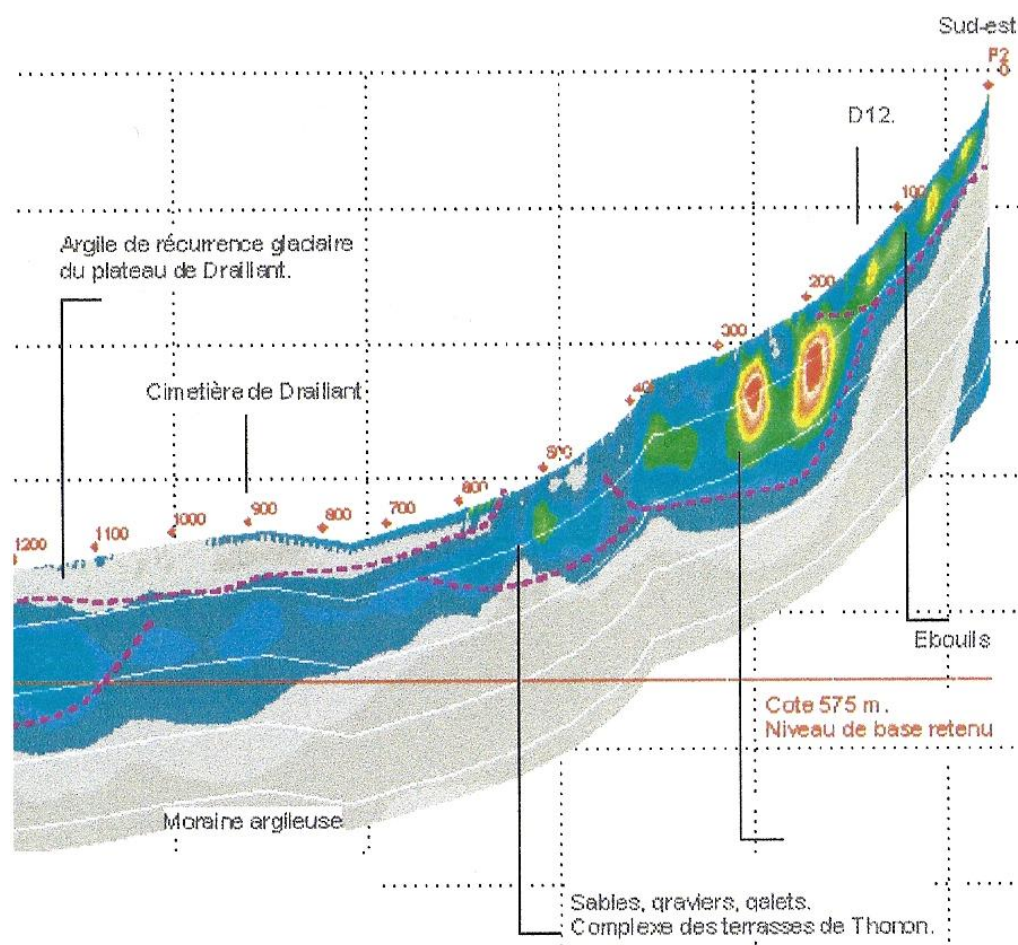 Sud-est
P2
0
D12.
100
Argile de récurrence glaciaire
du plateau de Draillant.
200
300
Cimetière de Draillant
400
500
600
700
800
900
1000
1100
1200
Eboulis
Cote 575 m.
Niveau de base retenu
Moraine argileuse
Sables, graviers, galets.
Complexe des terrasses de Thonon.